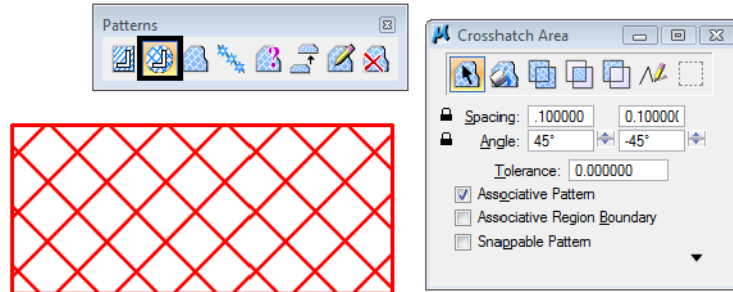 Patterns
Crosshatch Area
Spacing: .100000 0.10000(
Angle: 45° -45°
Tolerance: 0.000000
Associative Pattern
Associative Region Boundary
Snappable Pattern